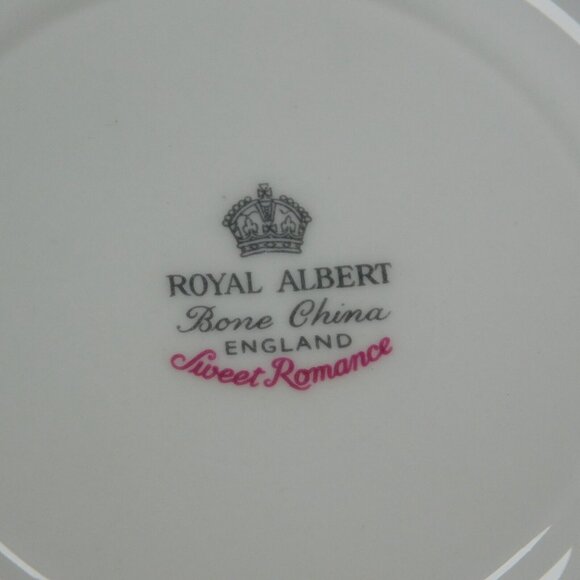 ROYAL ALBERT
Bone China
ENGLAND
Sweet Romance